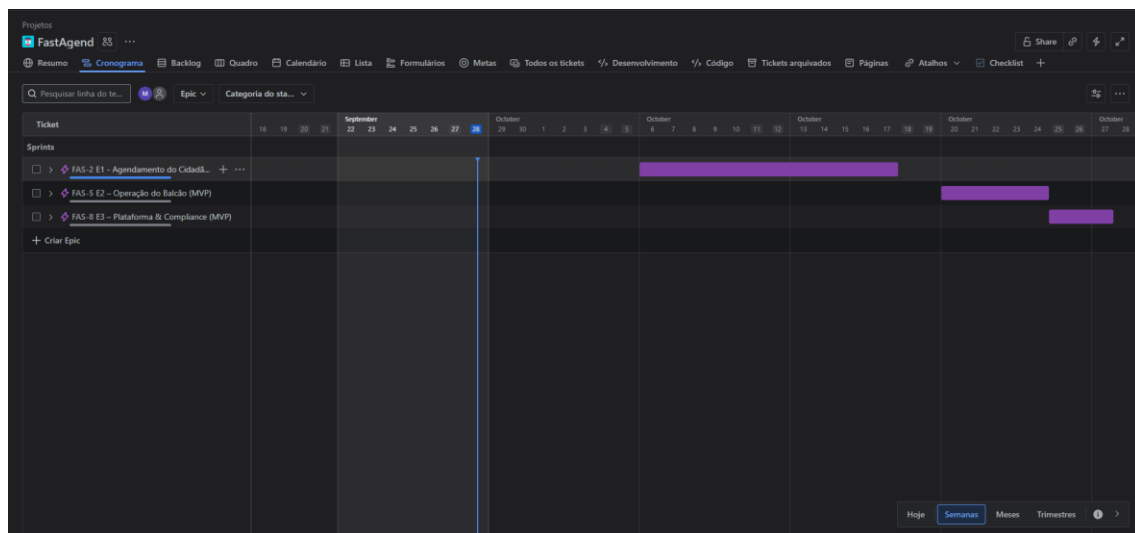 Projetos
FastAgend
Share
Resumo Cronograma Backlog Quadro Calendário Lista Formulários Metas Todos os tickets Desenvolvimento Código Tickets arquivados Páginas Atalhos Checklist
Pesquisar linha do te... M Epic Categoria do sta...
Ticket September October October October October October
18 19 20 21 22 23 24 25 26 27 28 29 30 1 2 3 4 5 6 7 8 9 10 11 12 13 14 15 16 17 18 19 20 21 22 23 24 25 26 27 28
Sprints
FAS-2 E1 - Agendamento do Cidadã...
FAS-5 E2 – Operação do Balcão (MVP)
FAS-8 E3 – Plataforma & Compliance (MVP)
+ Criar Epic
Hoje Semanas Meses Trimestres